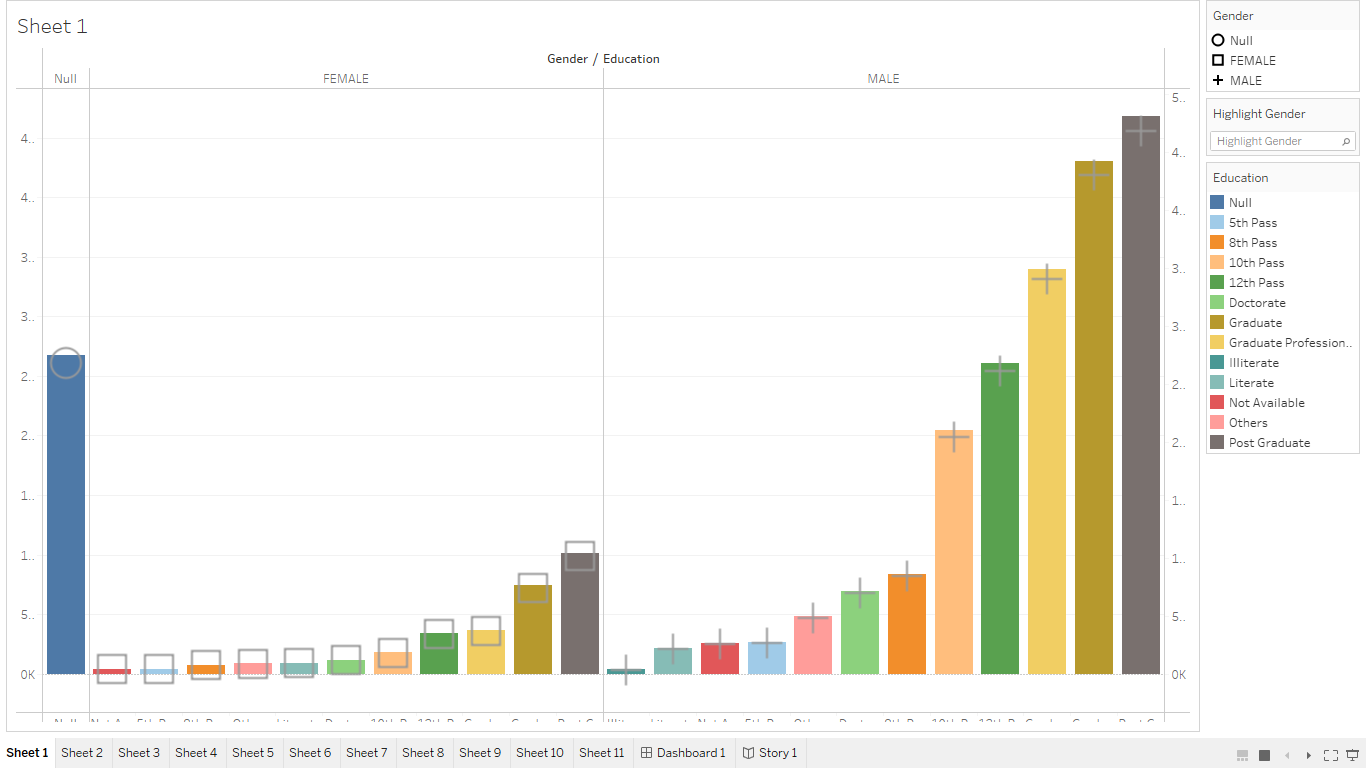 Sheet 1
Gender / Education
Null
FEMALE
MALE
4..
4..
3..
3..
2..
2..
1..
1..
5..
0K
5..
4..
4..
3..
3..
2..
2..
1..
1..
5..
0K
Gender
Null
FEMALE
MALE
Highlight Gender
Highlight Gender
Education
Null
5th Pass
8th Pass
10th Pass
12th Pass
Doctorate
Graduate
Graduate Profession..
Illiterate
Literate
Not Available
Others
Post Graduate
Sheet 1 Sheet 2 Sheet 3 Sheet 4 Sheet 5 Sheet 6 Sheet 7 Sheet 8 Sheet 9 Sheet 10 Sheet 11 Dashboard 1 Story 1